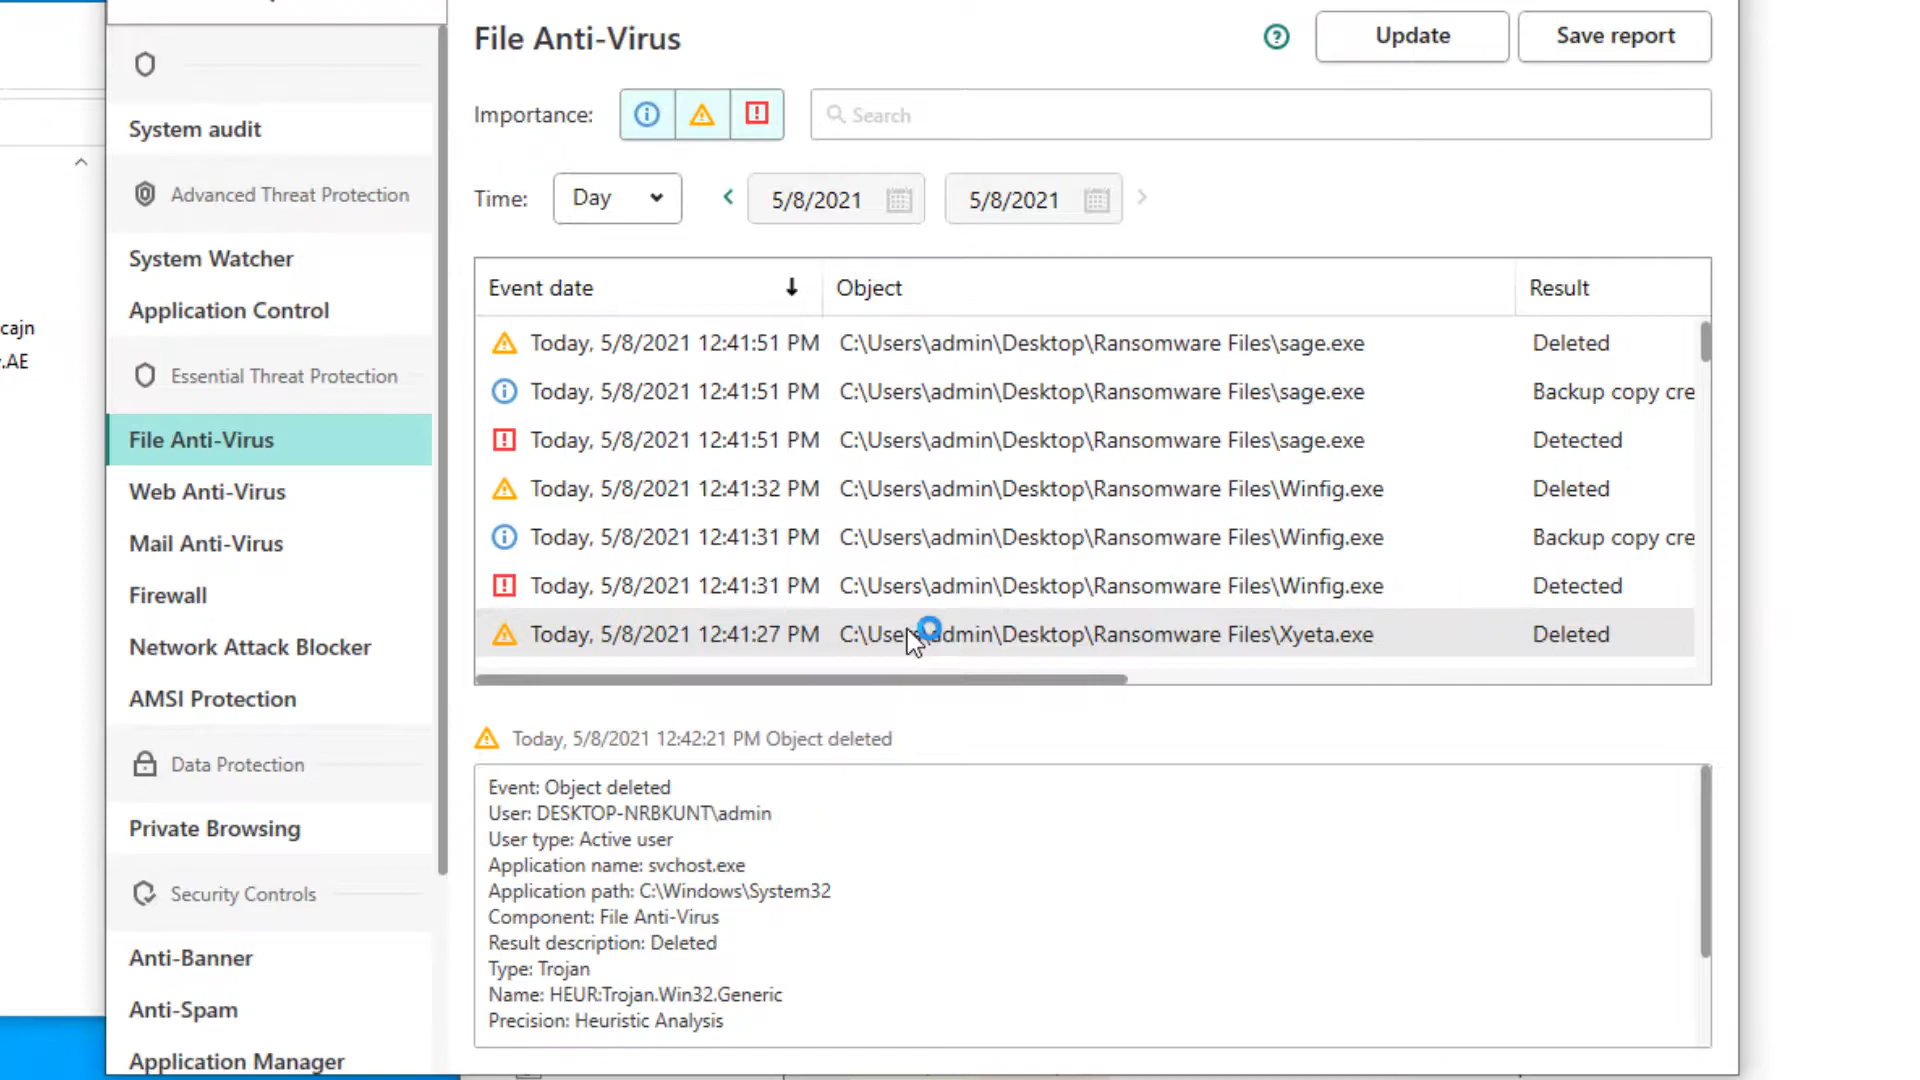 File Anti-Virus
Update
Save report
Importance:
Search
Time:
Day
5/8/2021
5/8/2021
System audit
Advanced Threat Protection
System Watcher
Application Control
Essential Threat Protection
File Anti-Virus
Web Anti-Virus
Mail Anti-Virus
Firewall
Network Attack Blocker
AMSI Protection
Data Protection
Private Browsing
Security Controls
Anti-Banner
Anti-Spam
Application Manager
cajn
.AE
Event date Object Result
Today, 5/8/2021 12:41:51 PM C:\Users\admin\Desktop\Ransomware Files\sage.exe Deleted
Today, 5/8/2021 12:41:51 PM C:\Users\admin\Desktop\Ransomware Files\sage.exe Backup copy cre
Today, 5/8/2021 12:41:51 PM C:\Users\admin\Desktop\Ransomware Files\sage.exe Detected
Today, 5/8/2021 12:41:32 PM C:\Users\admin\Desktop\Ransomware Files\Winfig.exe Deleted
Today, 5/8/2021 12:41:31 PM C:\Users\admin\Desktop\Ransomware Files\Winfig.exe Backup copy cre
Today, 5/8/2021 12:41:31 PM C:\Users\admin\Desktop\Ransomware Files\Winfig.exe Detected
Today, 5/8/2021 12:41:27 PM C:\Users\admin\Desktop\Ransomware Files\Xyeta.exe Deleted
Today, 5/8/2021 12:42:21 PM Object deleted
Event: Object deleted
User: DESKTOP-NRBKUNT\admin
User type: Active user
Application name: svchost.exe
Application path: C:\Windows\System32
Component: File Anti-Virus
Result description: Deleted
Type: Trojan
Name: HEUR:Trojan.Win32.Generic
Precision: Heuristic Analysis